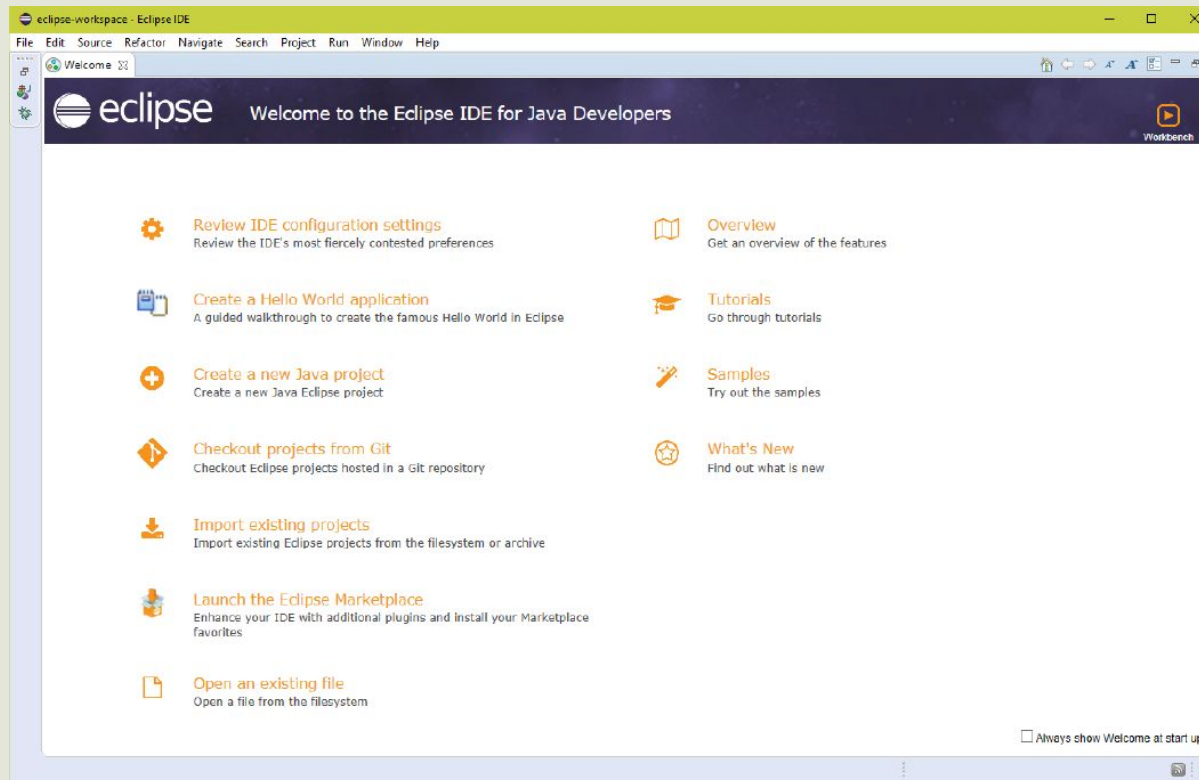 eclipse-workspace - Eclipse IDE
File Edit Source Refactor Navigate Search Project Run Window Help
Welcome
eclipse Welcome to the Eclipse IDE for Java Developers
Workbench
Review IDE configuration settings
Review the IDE's most fiercely contested preferences
Create a Hello World application
A guided walkthrough to create the famous Hello World in Eclipse
Create a new Java project
Create a new Java Eclipse project
Checkout projects from Git
Checkout Eclipse projects hosted in a Git repository
Import existing projects
Import existing Eclipse projects from the filesystem or archive
Launch the Eclipse Marketplace
Enhance your IDE with additional plugins and install your Marketplace
favorites
Open an existing file
Open a file from the filesystem
Overview
Get an overview of the features
Tutorials
Go through tutorials
Samples
Try out the samples
What's New
Find out what is new
Always show Welcome at start up